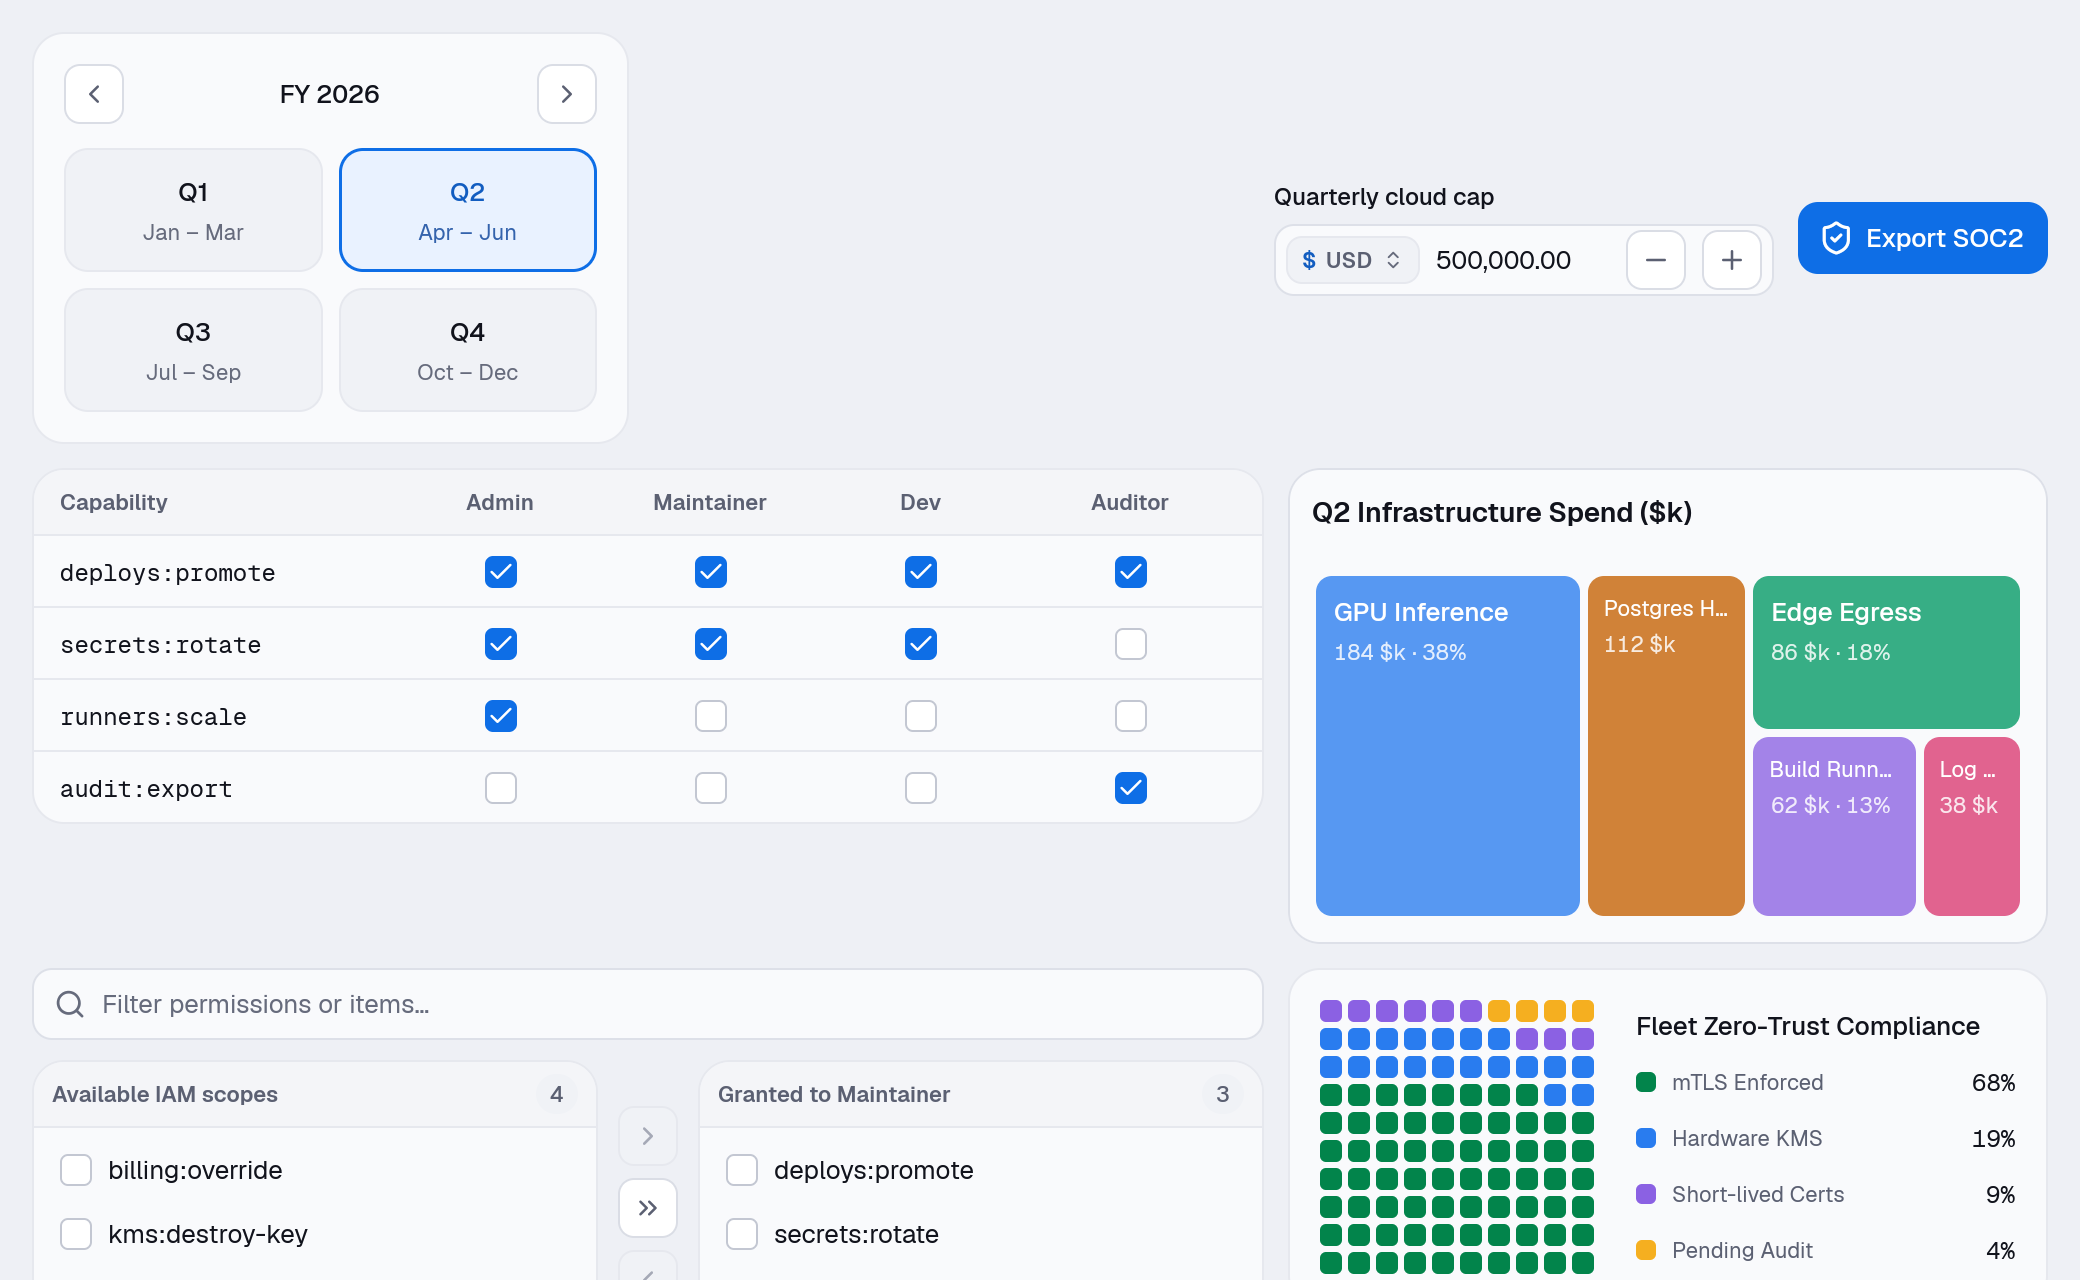 FY 2026
Q1
Jan – Mar
Q2
Apr – Jun
Q3
Jul – Sep
Q4
Oct – Dec
Quarterly cloud cap
$ USD 500,000.00
Export SOC2
Capability Admin Maintainer Dev Auditor
deploys:promote
secrets:rotate
runners:scale
audit:export
Q2 Infrastructure Spend ($k)
GPU Inference
184 $k · 38%
Postgres H…
112 $k
Edge Egress
86 $k · 18%
Build Runn…
62 $k · 13%
Log …
38 $k
Filter permissions or items…
Available IAM scopes 4
billing:override
kms:destroy-key
Granted to Maintainer 3
deploys:promote
secrets:rotate
Fleet Zero-Trust Compliance
mTLS Enforced 68%
Hardware KMS 19%
Short-lived Certs 9%
Pending Audit 4%